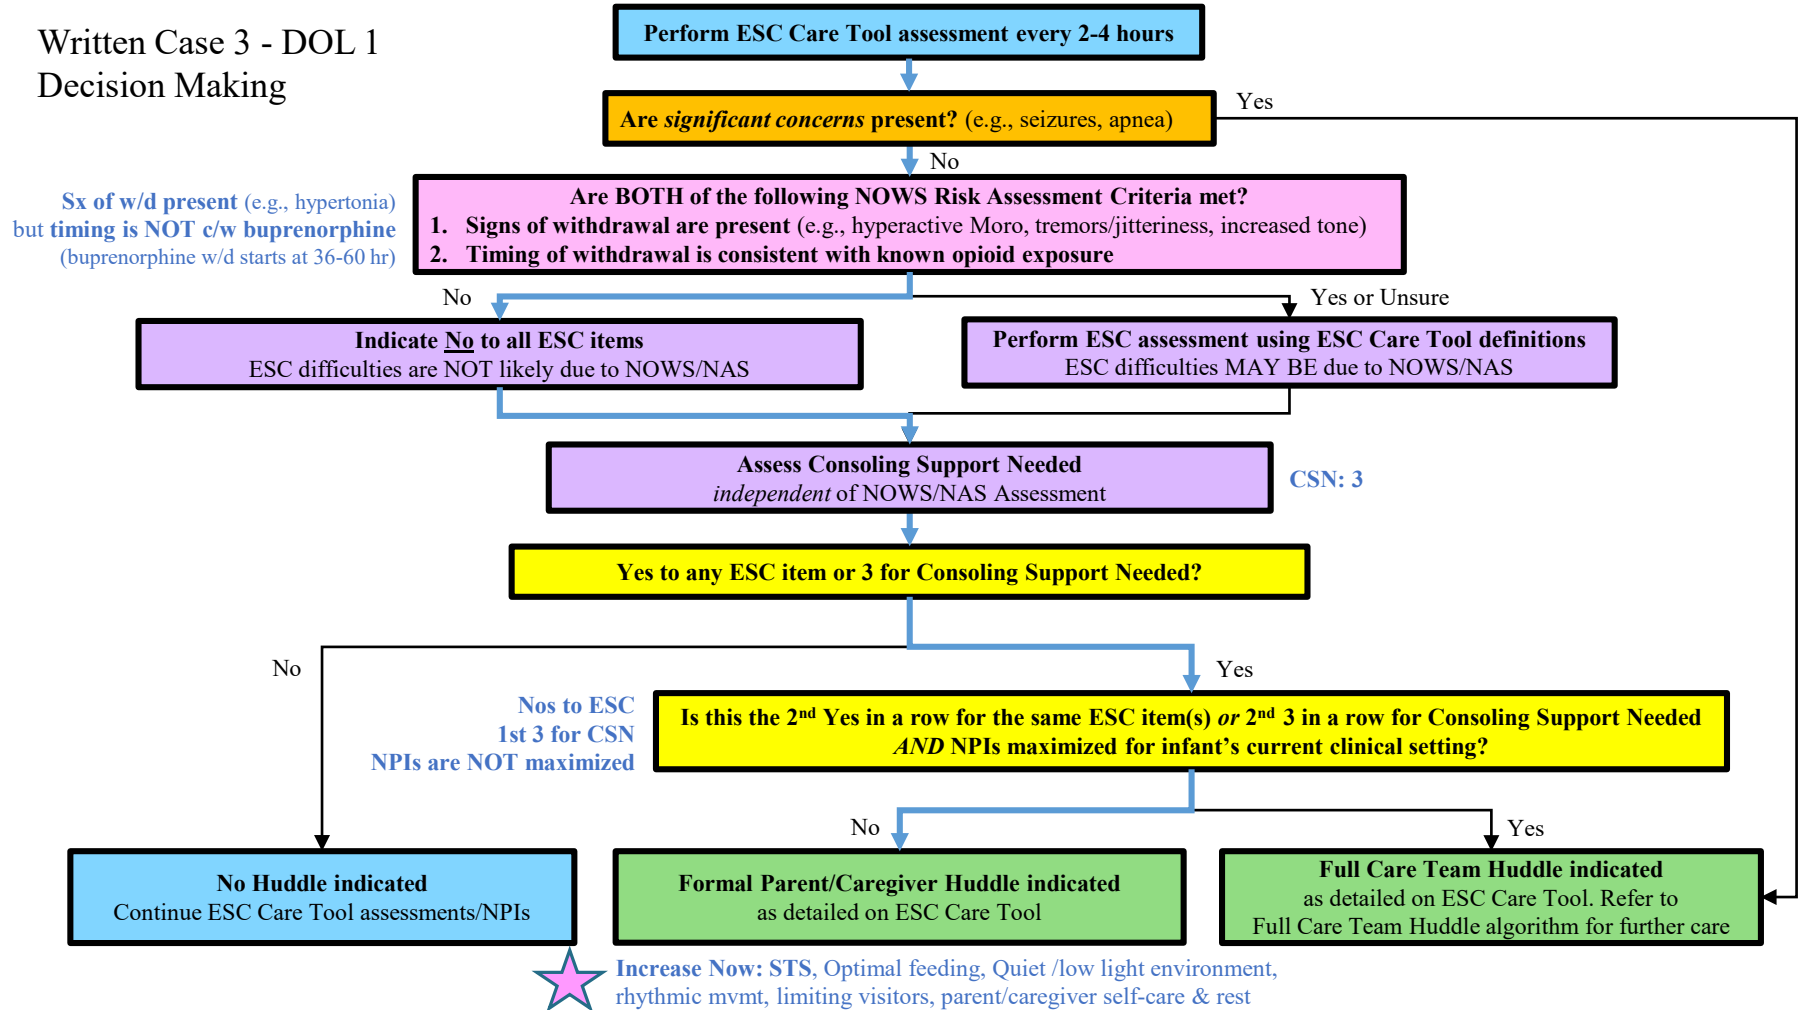 Written Case 3 - DOL 1
Decision Making
Perform ESC Care Tool assessment every 2-4 hours
Are significant concerns present? (e.g., seizures, apnea)
Yes
No
Sx of w/d present (e.g., hypertonia)
but timing is NOT c/w buprenorphine
(buprenorphine w/d starts at 36-60 hr)
Are BOTH of the following NOWS Risk Assessment Criteria met?
1. Signs of withdrawal are present (e.g., hyperactive Moro, tremors/jitteriness, increased tone)
2. Timing of withdrawal is consistent with known opioid exposure
No
Yes or Unsure
Indicate No to all ESC items
ESC difficulties are NOT likely due to NOWS/NAS
Perform ESC assessment using ESC Care Tool definitions
ESC difficulties MAY BE due to NOWS/NAS
Assess Consoling Support Needed
independent of NOWS/NAS Assessment
CSN: 3
Yes to any ESC item or 3 for Consoling Support Needed?
No
Yes
Nos to ESC
1st 3 for CSN
NPIs are NOT maximized
Is this the 2nd Yes in a row for the same ESC item(s) or 2nd 3 in a row for Consoling Support Needed
AND NPIs maximized for infant's current clinical setting?
No
Yes
No Huddle indicated
Continue ESC Care Tool assessments/NPIs
Formal Parent/Caregiver Huddle indicated
as detailed on ESC Care Tool
Full Care Team Huddle indicated
as detailed on ESC Care Tool. Refer to
Full Care Team Huddle algorithm for further care
Increase Now: STS, Optimal feeding, Quiet /low light environment,
rhythmic mvmt, limiting visitors, parent/caregiver self-care & rest